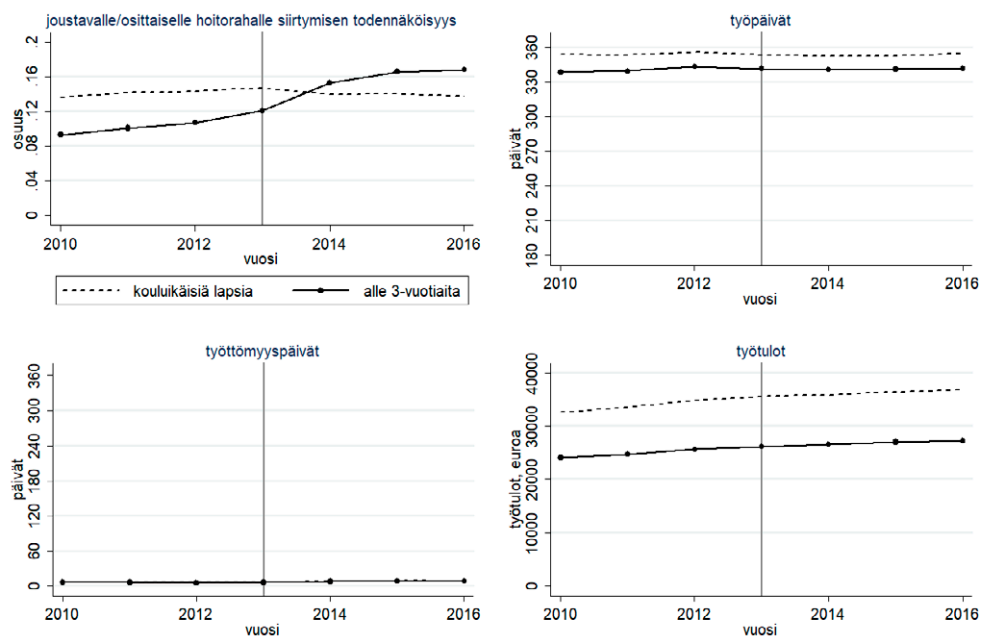 joustavalle/osittaiselle hoitorahalle siirtymisen todennäköisyys
osuus
.2
.16
.12
.08
.04
0
2010 2012 2014 2016
vuosi
kouluikäisiä lapsia alle 3-vuotiaita
työpäivät
päivät
360
330
300
270
240
210
180
2010 2012 2014 2016
vuosi
työttömyyspäivät
päivät
360
300
240
180
120
60
0
2010 2012 2014 2016
vuosi
työtulot
työtulot, euroa
40000
30000
20000
10000
0
2010 2012 2014 2016
vuosi